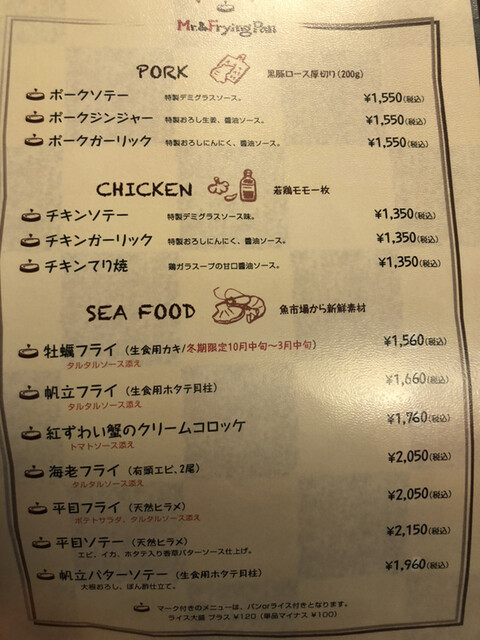 Mr.&Frying Pan
PORK 黒豚ロース厚切り(200g)
ポークソテー 特製デミグラスソース。 ¥1,550(税込)
ポークジンジャー 特製おろし生姜、醤油ソース。 ¥1,550(税込)
ポークガーリック 特製おろしにんにく、醤油ソース。 ¥1,550(税込)
CHICKEN 若鶏モモ一枚
チキンソテー 特製デミグラスソース味。 ¥1,350(税込)
チキンガーリック 特製おろしにんにく、醤油ソース。 ¥1,350(税込)
チキンてり焼 鶏ガラスープの甘口醤油ソース。 ¥1,350(税込)
SEA FOOD 魚市場から新鮮素材
牡蠣フライ(生食用カキ/冬期限定10月中旬〜3月中旬) ¥1,560(税込)
タルタルソース添え
帆立フライ(生食用ホタテ貝柱) ¥1,660(税込)
タルタルソース添え
紅ずわい蟹のクリームコロッケ ¥1,760(税込)
トマトソース添え
海老フライ(有頭エビ、2尾) ¥2,050(税込)
タルタルソース添え
平目フライ(天然ヒラメ) ¥2,050(税込)
ポテトサラダ、タルタルソース添え
平目ソテー(天然ヒラメ) ¥2,150(税込)
エビ、イカ、ホタテ入り香草バターソース仕上げ。
帆立バターソテー(生食用ホタテ貝柱) ¥1,960(税込)
大根おろし、ぽん酢仕立て。
マーク付きのメニューは、パンorライス付きとなります。
ライス大盛 プラス ¥120(単品マイナス ¥100)